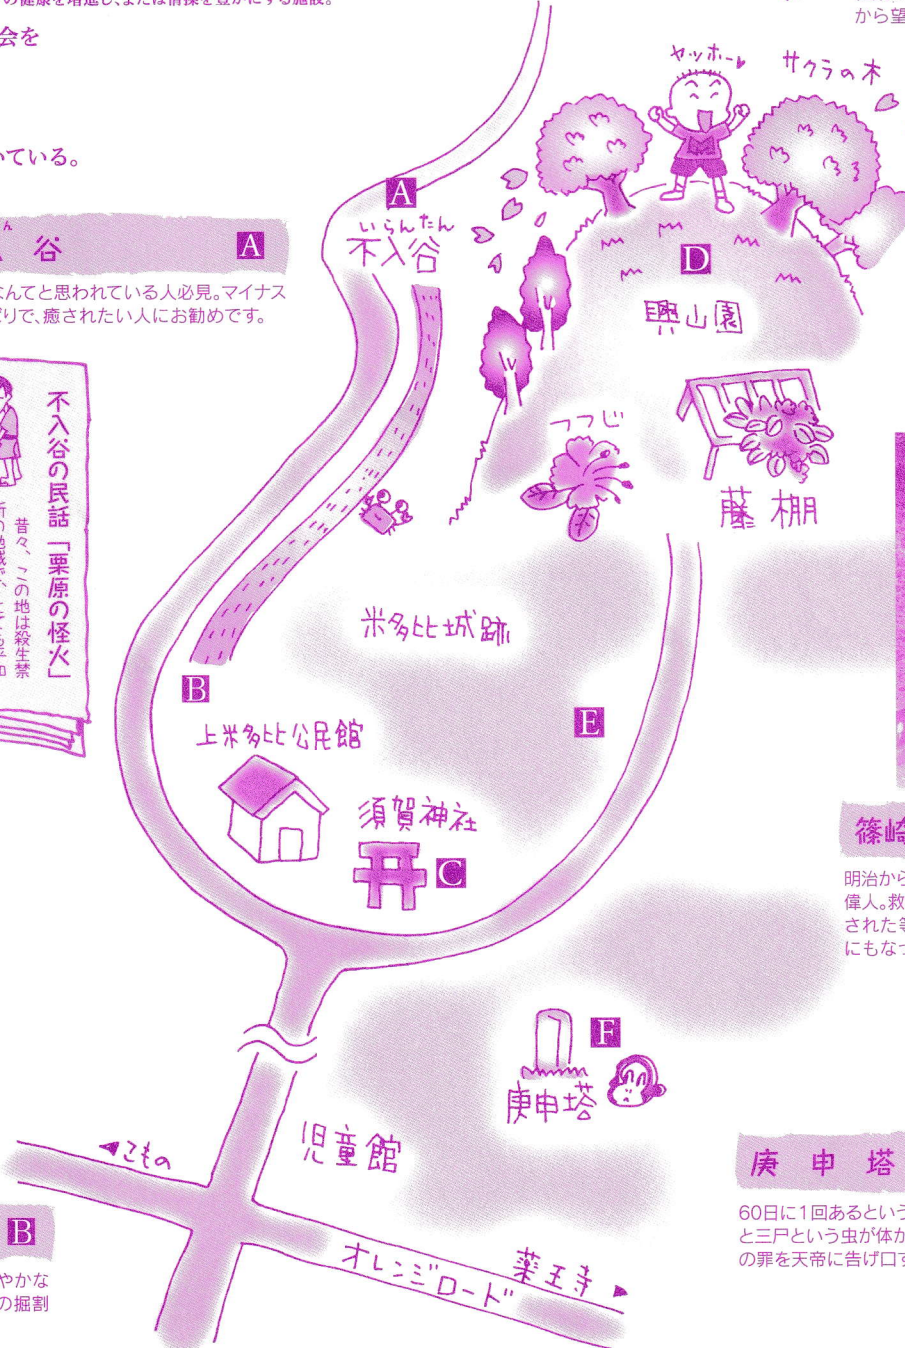 の健康を増進し、または情操を豊かにする施設。
会を
いている。
から望
ヤッホー♥
サクラの木
A
いらんたん
不入谷
谷
A
なんてと思われている人必見。マイナス
ぱりで、癒されたい人にお勧めです。
D
興山園
不入谷の民話「栗原の怪火」
昔々、この地は殺生禁
つつじ
藤棚
米多比城跡
B
E
上米多比公民館
須賀神社
C
篠崎
明治から
偉人。救
された等
にもなっ
F
庚申塔
児童館
◀こもの
庚申塔
60日に1回あるという
と三尸という虫が体か
の罪を天帝に告げ口す
B
やかな
の掘割
オレンジロード
薬王寺▶